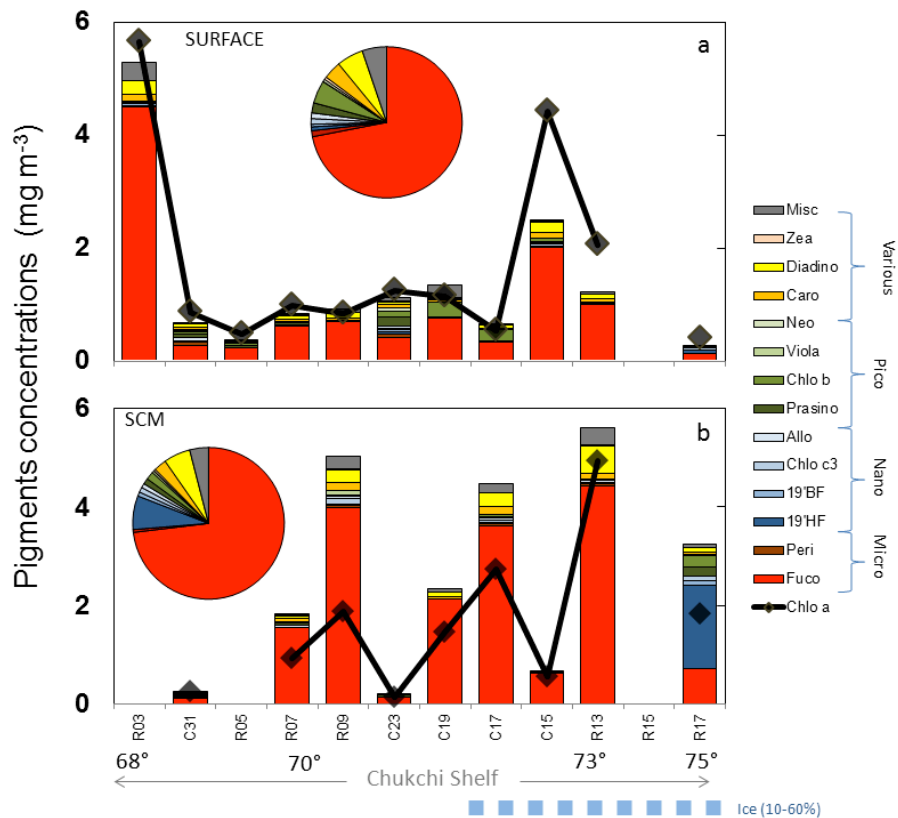 Pigments concentrations (mg m-3)
6
4
2
0
SURFACE
a
6
4
2
0
SCM
b
R03
C31
R05
R07
R09
C23
C19
C17
C15
R13
R15
R17
68°
70°
73°
75°
Chukchi Shelf
Ice (10-60%)
Misc
Zea
Diadino
Caro
Neo
Viola
Chlo b
Prasino
Allo
Chlo c3
19'BF
19'HF
Peri
Fuco
Chlo a
Various
Pico
Nano
Micro